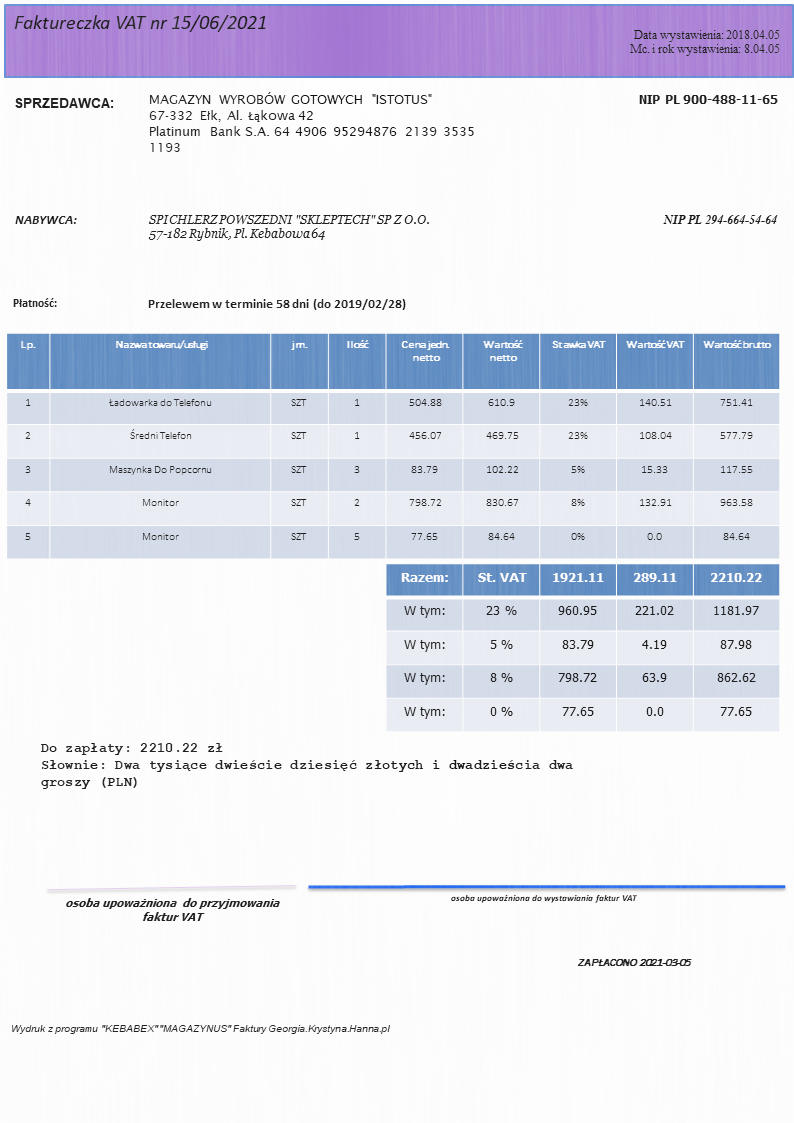 Faktureczka VAT nr 15/06/2021
Data wystawienia: 2018.04.05
Mc. i rok wystawienia: 8.04.05
SPRZEDAWCA: MAGAZYN WYROBÓW GOTOWYCH "ISTOTUS" NIP PL 900-488-11-65
67-332 Ełk, Al. Łąkowa 42
Platinum Bank S.A. 64 4906 95294876 2139 3535
1193
NABYWCA: SPICHLERZ POWSZEDNI "SKLEPTECH" SP Z O.O. NIP PL 294-664-54-64
57-182 Rybnik, Pl. Kebabowa 64
Płatność: Przelewem w terminie 58 dni (do 2019/02/28)
Lp. Nazwa towaru/usługi jm. Ilość Cena jedn. Wartość Stawka VAT Wartość VAT Wartość brutto
netto netto
1 Ładowarka do Telefonu SZT 1 504.88 610.9 23% 140.51 751.41
2 Średni Telefon SZT 1 456.07 469.75 23% 108.04 577.79
3 Maszynka Do Popcornu SZT 3 83.79 102.22 5% 15.33 117.55
4 Monitor SZT 2 798.72 830.67 8% 132.91 963.58
5 Monitor SZT 5 77.65 84.64 0% 0.0 84.64
Razem: St. VAT 1921.11 289.11 2210.22
W tym: 23 % 960.95 221.02 1181.97
W tym: 5 % 83.79 4.19 87.98
W tym: 8 % 798.72 63.9 862.62
W tym: 0 % 77.65 0.0 77.65
Do zapłaty: 2210.22 zł
Słownie: Dwa tysiące dwieście dziesięć złotych i dwadzieścia dwa
groszy (PLN)
osoba upoważniona do przyjmowania
faktur VAT
osoba upoważniona do wystawiania faktur VAT
ZAPŁACONO 2021-03-05
Wydruk z programu "KEBABEX" "MAGAZYNUS" Faktury Georgia.Krystyna.Hanna.pl